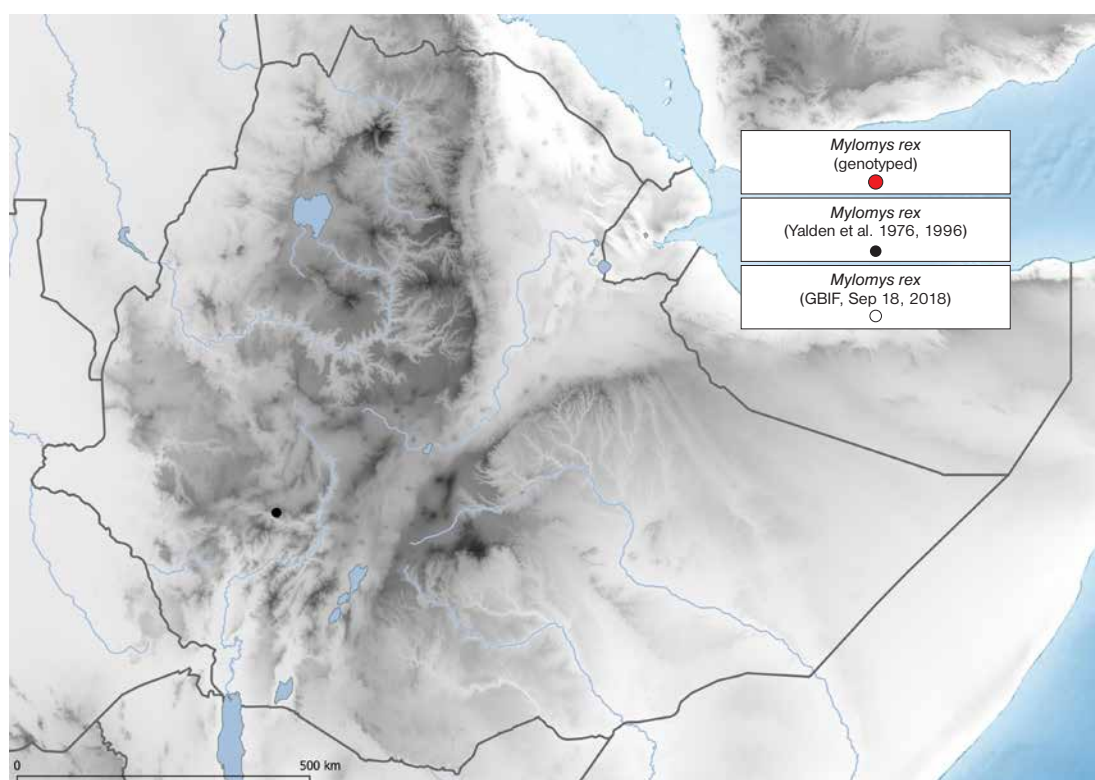 Mylomys rex
(genotyped)
Mylomys rex
(Yalden et al. 1976, 1996)
Mylomys rex
(GBIF, Sep 18, 2018)
0 500 km